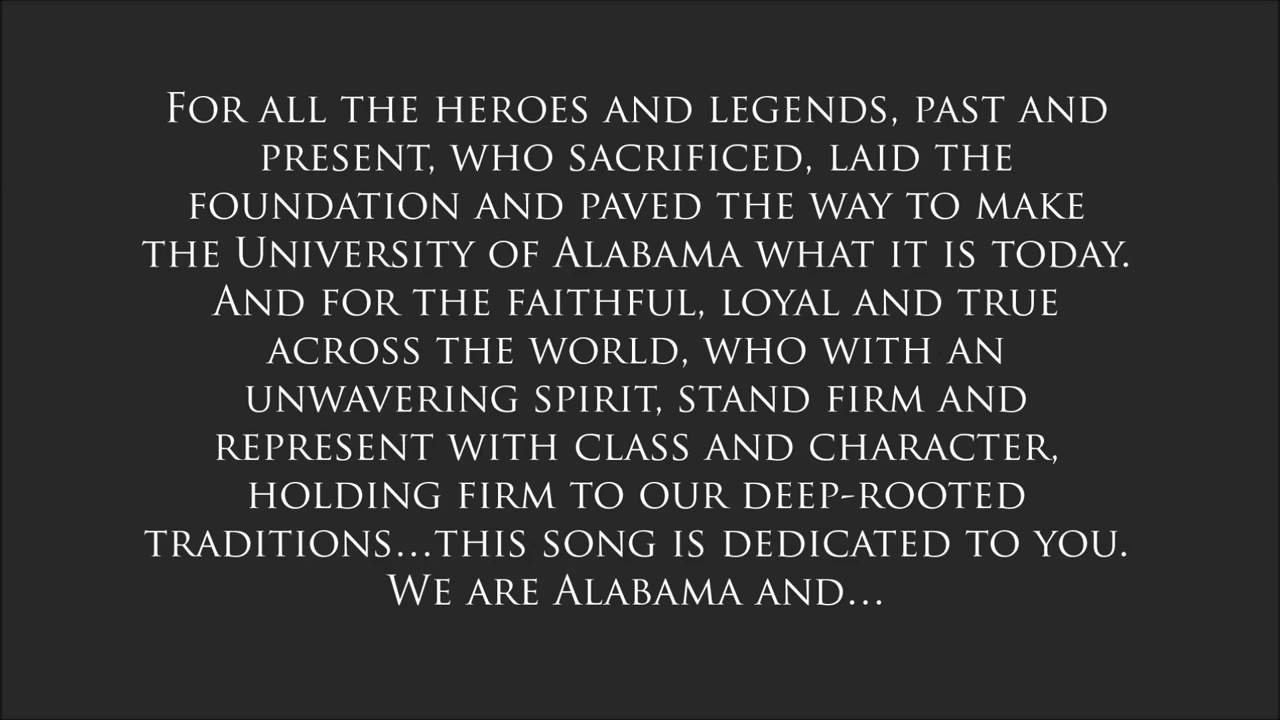 For all the heroes and legends, past and
present, who sacrificed, laid the
foundation and paved the way to make
the University of Alabama what it is today.
And for the faithful, loyal and true
across the world, who with an
unwavering spirit, stand firm and
represent with class and character,
holding firm to our deep-rooted
traditions...this song is dedicated to you.
We are Alabama and...